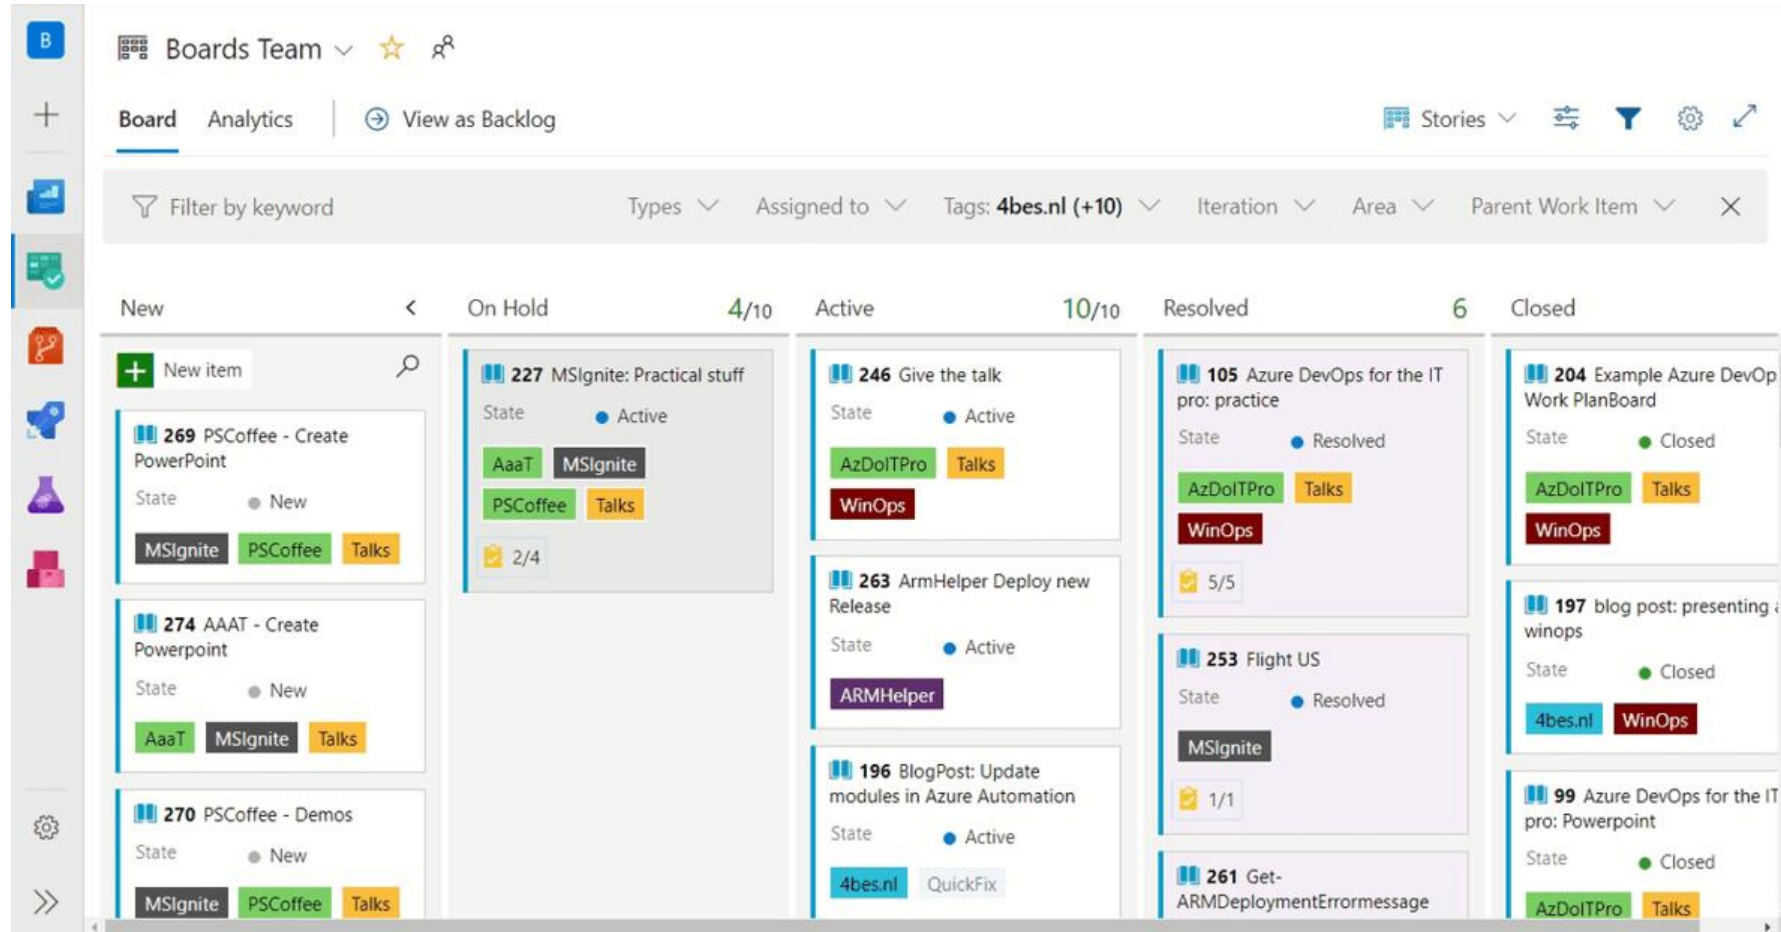 B
Boards Team
Board Analytics View as Backlog Stories
Filter by keyword Types Assigned to Tags: 4bes.nl (+10) Iteration Area Parent Work Item
New
New item
269 PSCoffee - Create
PowerPoint
State New
MSIgnite PSCoffee Talks
274 AAAT - Create
Powerpoint
State New
AaaT MSIgnite Talks
270 PSCoffee - Demos
State New
MSIgnite PSCoffee Talks
On Hold 4/10
227 MSIgnite: Practical stuff
State Active
AaaT MSIgnite
PSCoffee Talks
2/4
Active 10/10
246 Give the talk
State Active
AzDoITPro Talks
WinOps
263 ArmHelper Deploy new
Release
State Active
ARMHelper
196 BlogPost: Update
modules in Azure Automation
State Active
4bes.nl QuickFix
Resolved 6
105 Azure DevOps for the IT
pro: practice
State Resolved
AzDoITPro Talks
WinOps
5/5
253 Flight US
State Resolved
MSIgnite
1/1
261 Get-
ARMDeploymentErrormessage
Closed
204 Example Azure DevOp
Work PlanBoard
State Closed
AzDoITPro Talks
WinOps
197 blog post: presenting
winops
State Closed
4bes.nl WinOps
99 Azure DevOps for the IT
pro: Powerpoint
State Closed
AzDoITPro Talks